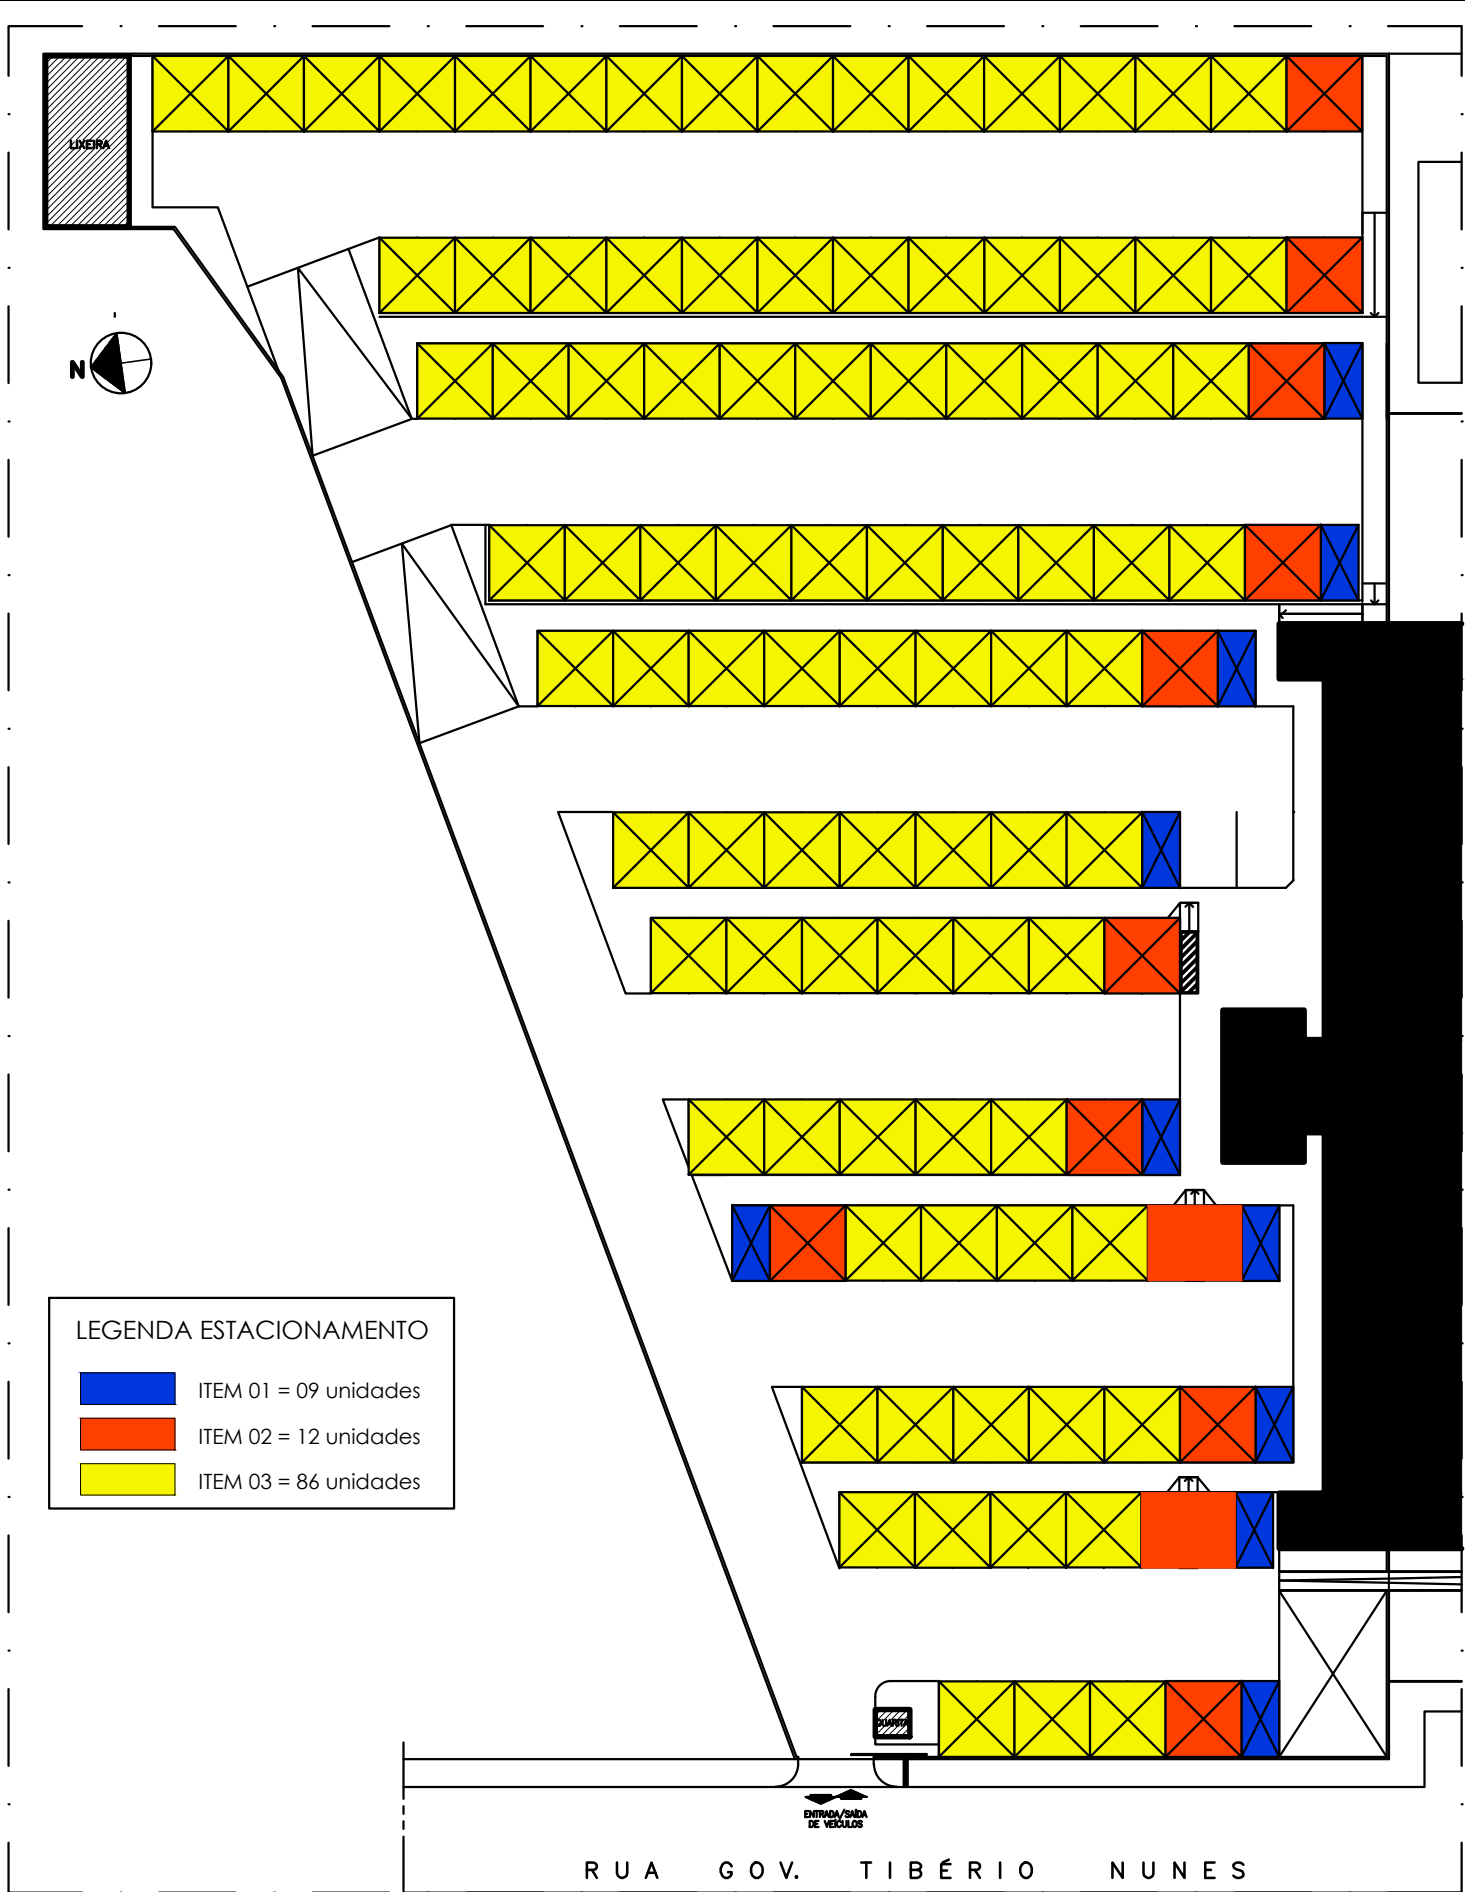 LIXEIRA
N
LEGENDA ESTACIONAMENTO
ITEM 01 = 09 unidades
ITEM 02 = 12 unidades
ITEM 03 = 86 unidades
GUARITA
ENTRADA/SAÍDA
DE VEÍCULOS
RUA GOV. TIBÉRIO NUNES